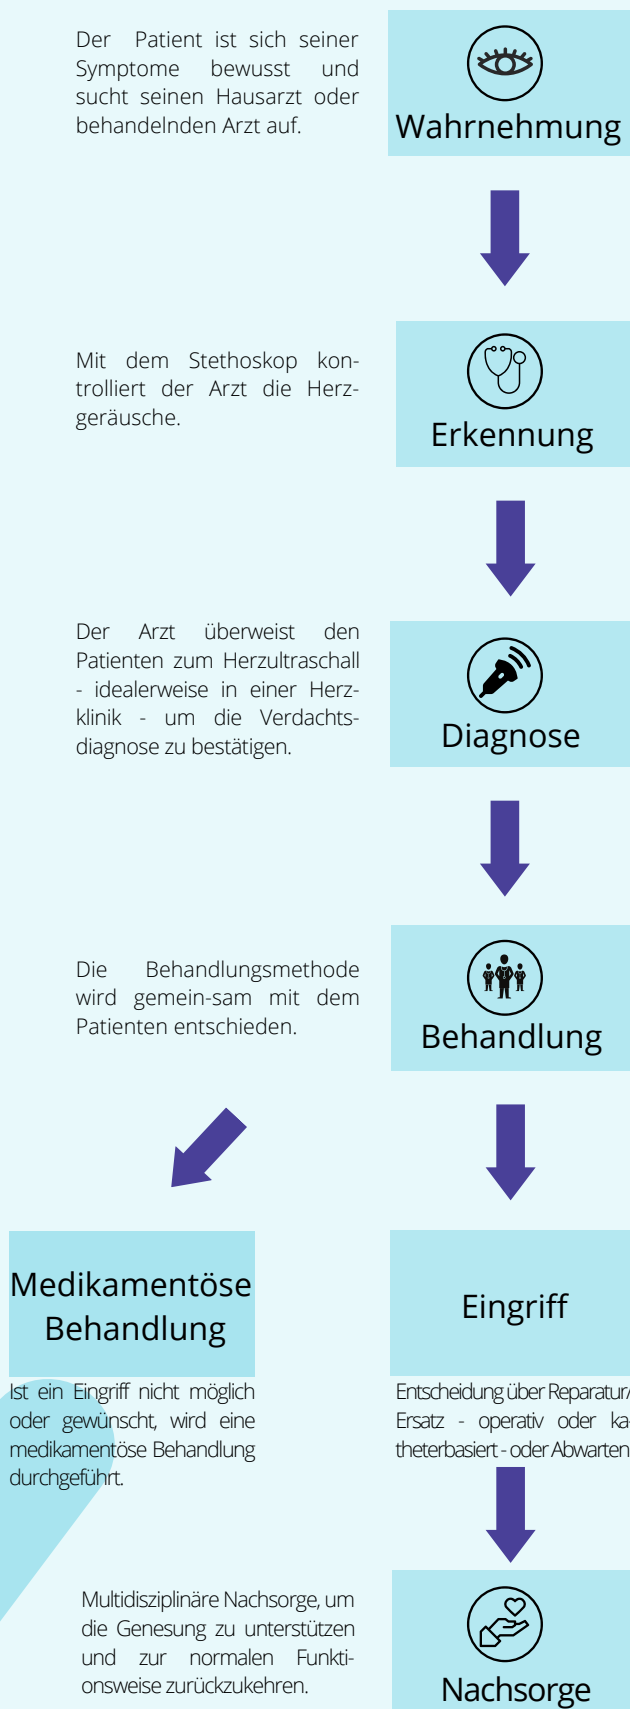 Der Patient ist sich seiner
Symptome bewusst und
sucht seinen Hausarzt oder
behandelnden Arzt auf.
Wahrnehmung
Mit dem Stethoskop kon-
trolliert der Arzt die Herz-
geräusche.
Erkennung
Der Arzt überweist den
Patienten zum Herzultraschall
- idealerweise in einer Herz-
klinik - um die Verdachts-
diagnose zu bestätigen.
Diagnose
Die Behandlungsmethode
wird gemein-sam mit dem
Patienten entschieden.
Behandlung
Medikamentöse
Behandlung
Ist ein Eingriff nicht möglich
oder gewünscht, wird eine
medikamentöse Behandlung
durchgeführt.
Eingriff
Entscheidung über Reparatur/
Ersatz - operativ oder ka-
theterbasiert - oder Abwarten
Multidisziplinäre Nachsorge, um
die Genesung zu unterstützen
und zur normalen Funkti-
onsweise zurückzukehren.
Nachsorge